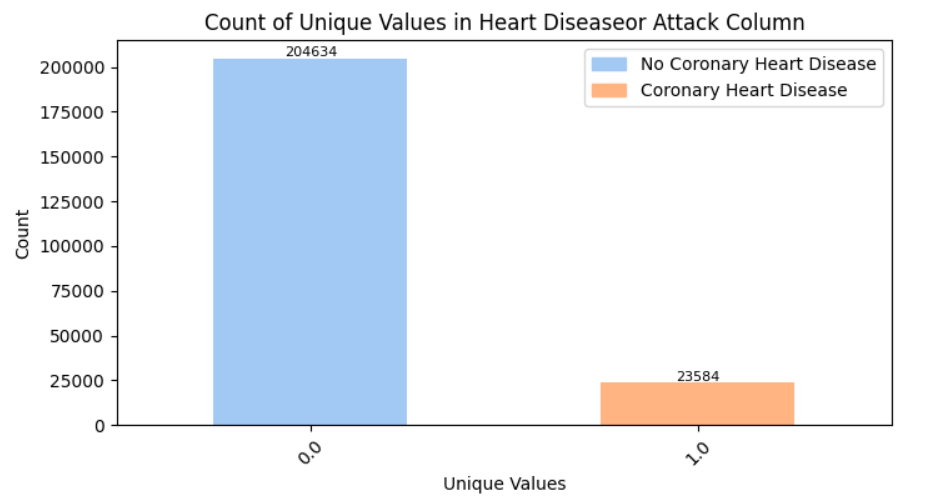 Count of Unique Values in Heart Diseaseor Attack Column
204634
No Coronary Heart Disease
Coronary Heart Disease
200000
175000
150000
125000
100000
75000
50000
25000
0
Count
23584
0.0
1.0
Unique Values